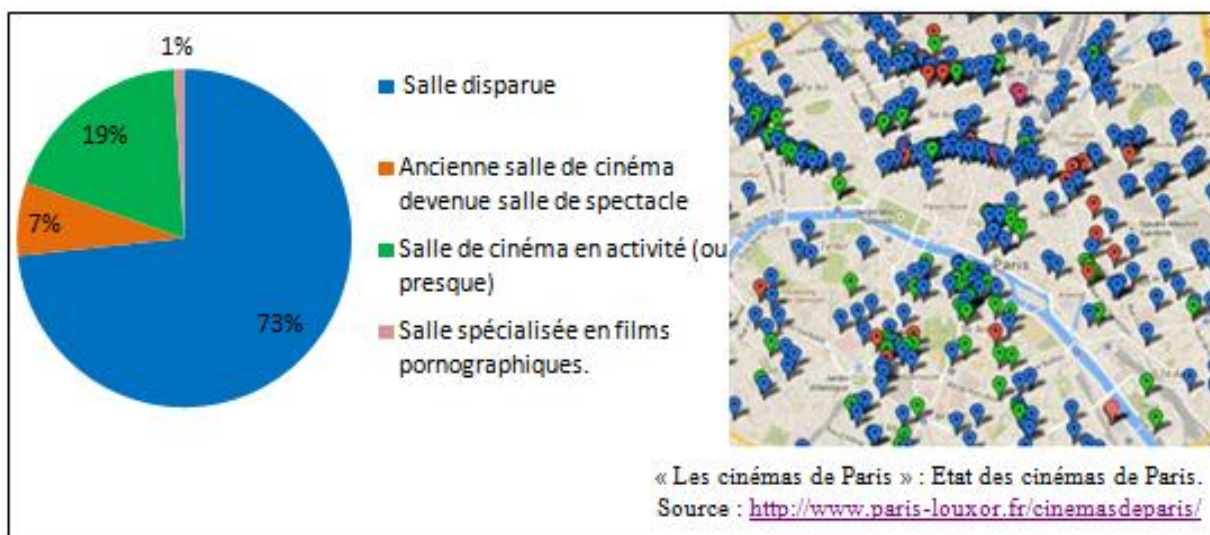 1%
19%
7%
73%
Salle disparue
Ancienne salle de cinéma
devenue salle de spectacle
Salle de cinéma en activité (ou
presque)
Salle spécialisée en films
pornographiques.
Paris
« Les cinémas de Paris » : Etat des cinémas de Paris.
Source : http://www.paris-louxor.fr/cinemasdeparis/